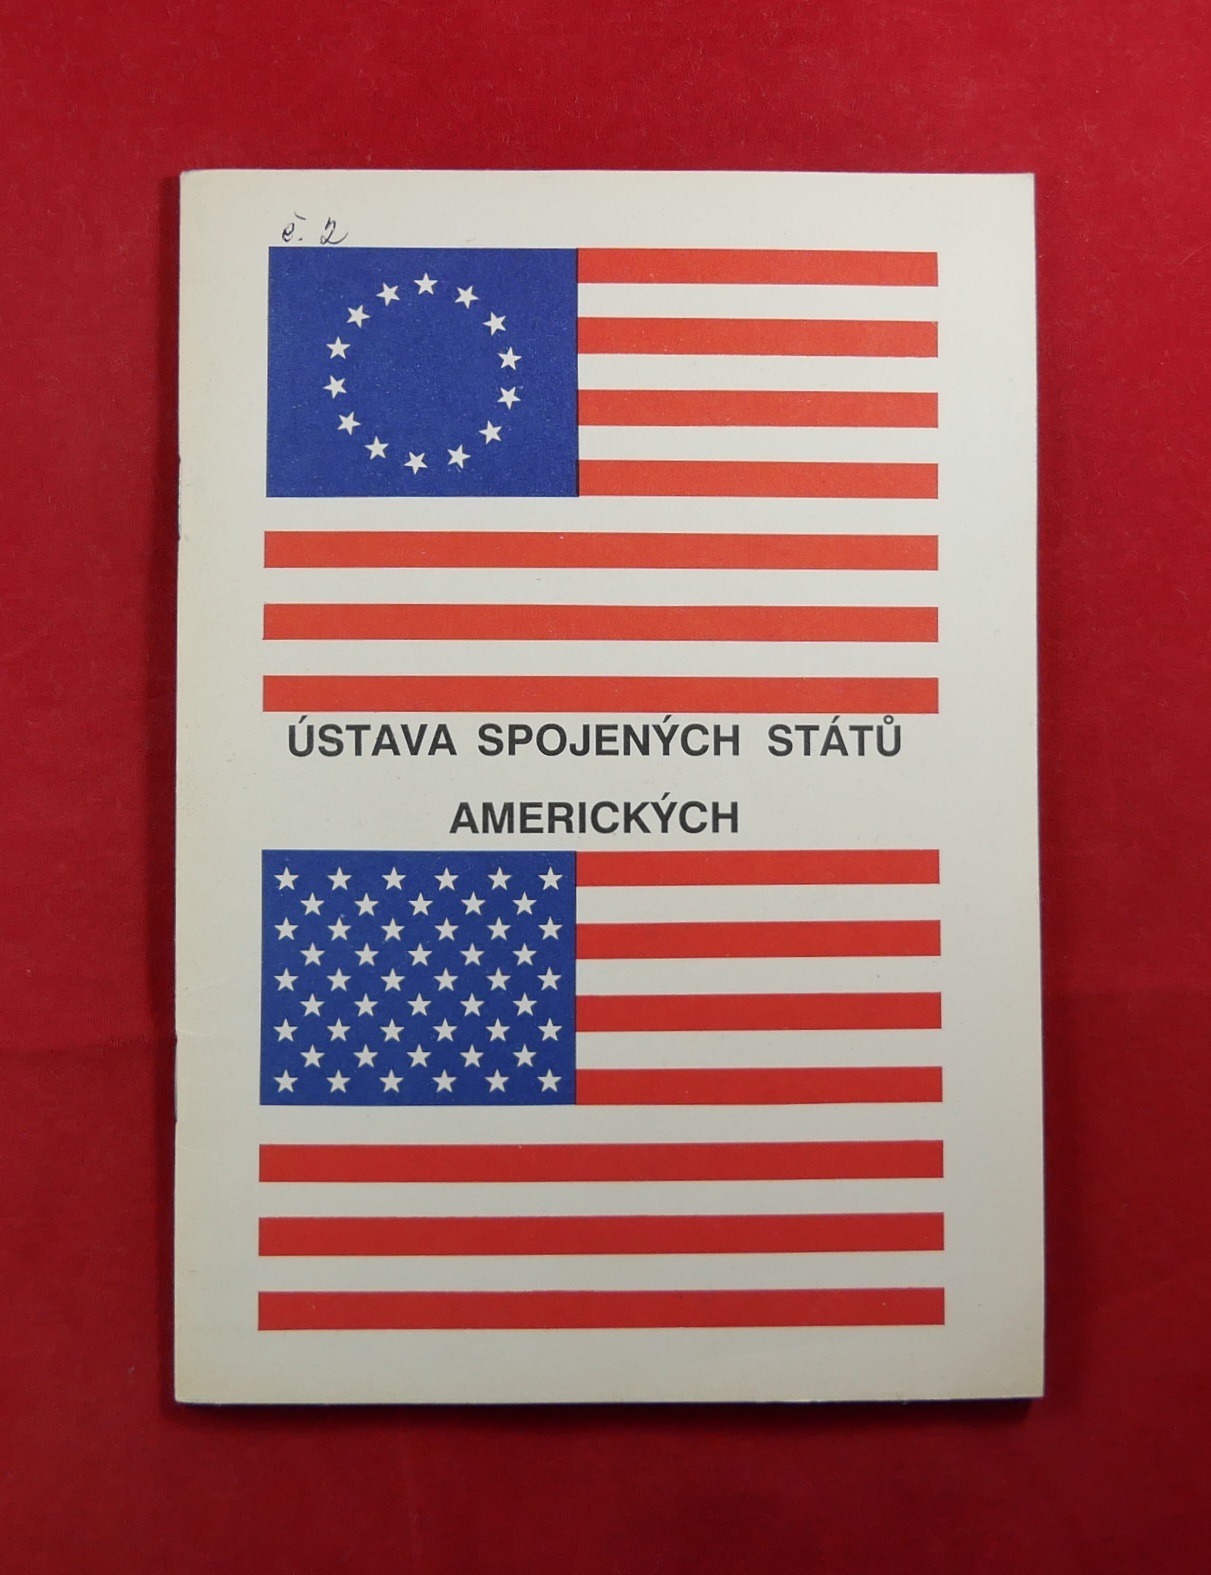 č. 2
ÚSTAVA SPOJENÝCH STÁTŮ
AMERICKÝCH